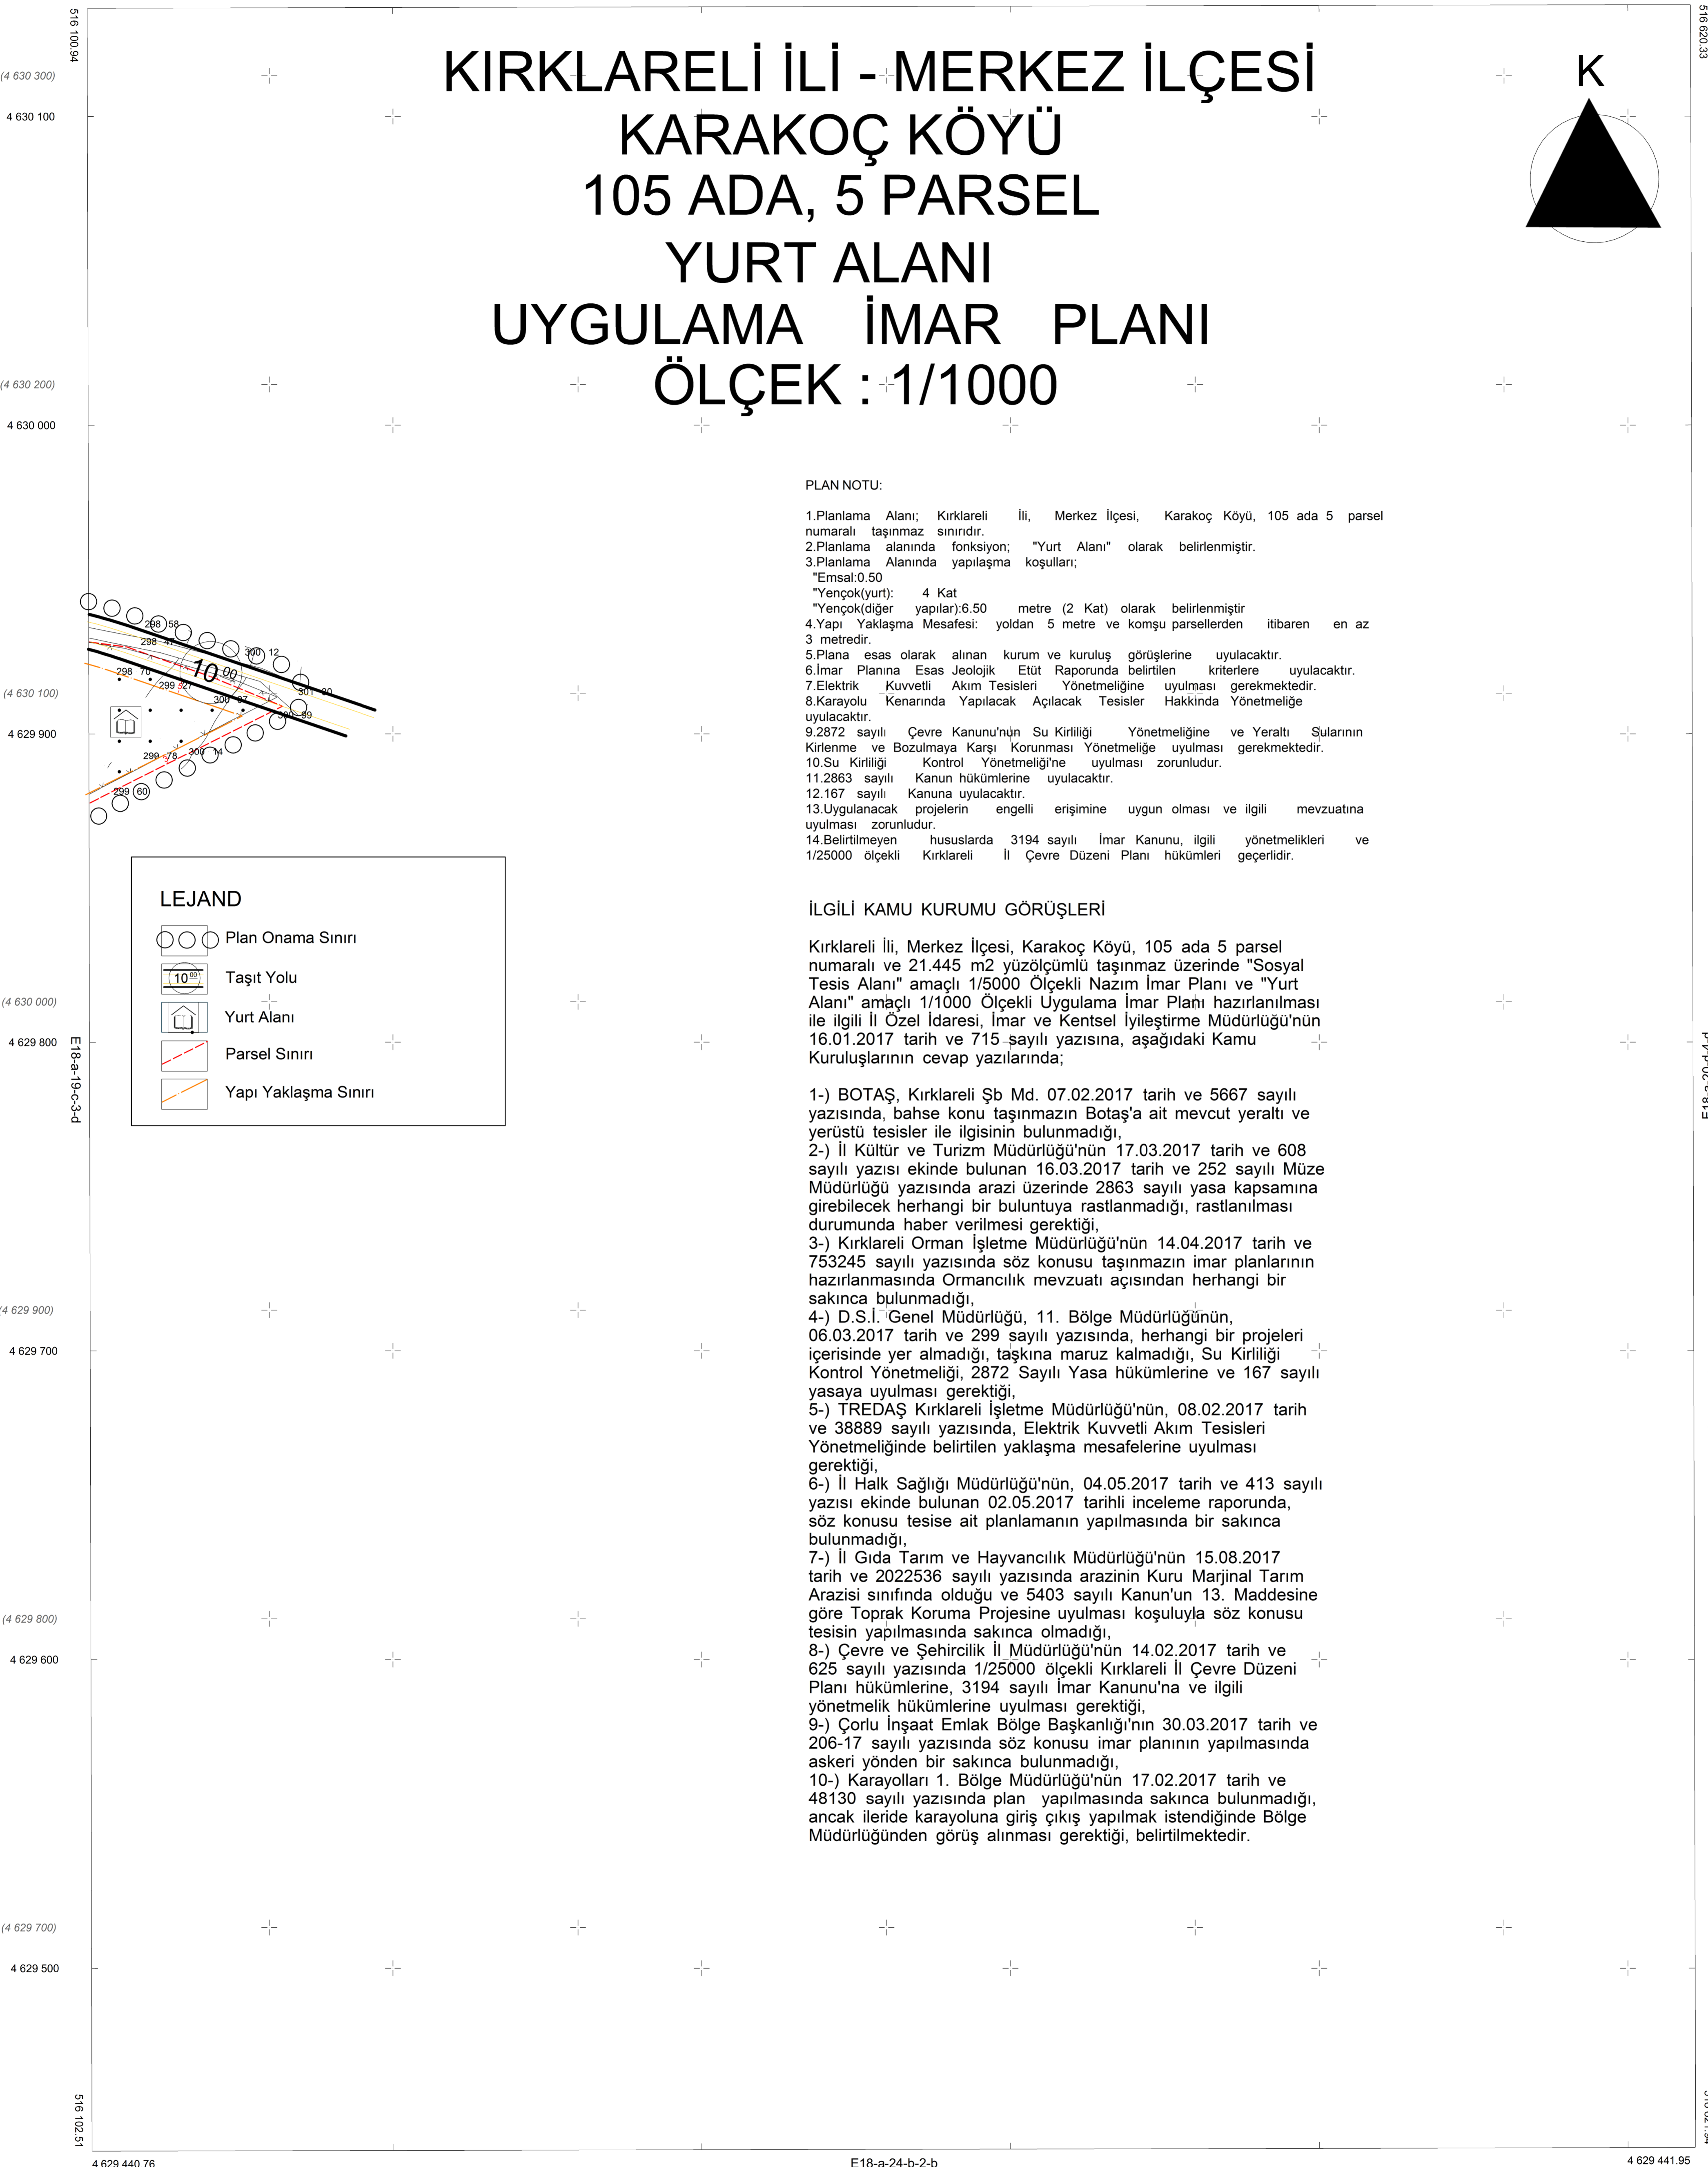 516 100.94
516 620.33
KIRKLARELİ İLİ - MERKEZ İLÇESİ
K
(4 630 300)
4 630 100
KARAKOÇ KÖYÜ
105 ADA, 5 PARSEL
YURT ALANI
UYGULAMA İMAR PLANI
ÖLÇEK : 1/1000
(4 630 200)
4 630 000
PLAN NOTU:
1.Planlama Alanı; Kırklareli İli, Merkez İlçesi, Karakoç Köyü, 105 ada 5 parsel
numaralı taşınmaz sınırıdır.
2.Planlama alanında fonksiyon; "Yurt Alanı" olarak belirlenmiştir.
3.Planlama Alanında yapılaşma koşulları;
"Emsal:0.50
"Yençok(yurt): 4 Kat
"Yençok(diğer yapılar):6.50 metre (2 Kat) olarak belirlenmiştir
4.Yapı Yaklaşma Mesafesi: yoldan 5 metre ve komşu parsellerden itibaren en az
3 metredir.
5.Plana esas olarak alınan kurum ve kuruluş görüşlerine uyulacaktır.
6.İmar Planına Esas Jeolojik Etüt Raporunda belirtilen kriterlere uyulacaktır.
7.Elektrik Kuvvetli Akım Tesisleri Yönetmeliğine uyulması gerekmektedir.
8.Karayolu Kenarında Yapılacak Açılacak Tesisler Hakkında Yönetmeliğe
uyulacaktır.
9.2872 sayılı Çevre Kanunu'nun Su Kirliliği Yönetmeliğine ve Yeraltı Sularının
Kirlenme ve Bozulmaya Karşı Korunması Yönetmeliğe uyulması gerekmektedir.
10.Su Kirliliği Kontrol Yönetmeliği'ne uyulması zorunludur.
11.2863 sayılı Kanun hükümlerine uyulacaktır.
12.167 sayılı Kanuna uyulacaktır.
13.Uygulanacak projelerin engelli erişimine uygun olması ve ilgili mevzuatına
uyulması zorunludur.
14.Belirtilmeyen hususlarda 3194 sayılı İmar Kanunu, ilgili yönetmelikleri ve
1/25000 ölçekli Kırklareli İl Çevre Düzeni Planı hükümleri geçerlidir.
298 58
298 47
300 12
298 70
10 00
299 27
301 30
300 37
(4 630 100)
4 629 900
299 78
300 14
299 60
LEJAND
Plan Onama Sınırı
10 00
Taşıt Yolu
Yurt Alanı
Parsel Sınırı
Yapı Yaklaşma Sınırı
(4 630 000)
4 629 800
E18-a-19-c-3-d
E18-a-20-d-4-d
İLGİLİ KAMU KURUMU GÖRÜŞLERİ
Kırklareli İli, Merkez İlçesi, Karakoç Köyü, 105 ada 5 parsel
numaralı ve 21.445 m2 yüzölçümlü taşınmaz üzerinde "Sosyal
Tesis Alanı" amaçlı 1/5000 Ölçekli Nazım İmar Planı ve "Yurt
Alanı" amaçlı 1/1000 Ölçekli Uygulama İmar Planı hazırlanılması
ile ilgili İl Özel İdaresi, İmar ve Kentsel İyileştirme Müdürlüğü'nün
16.01.2017 tarih ve 715 sayılı yazısına, aşağıdaki Kamu
Kuruluşlarının cevap yazılarında;
1-) BOTAŞ, Kırklareli Şb Md. 07.02.2017 tarih ve 5667 sayılı
yazısında, bahse konu taşınmazın Botaş'a ait mevcut yeraltı ve
yerüstü tesisler ile ilgisinin bulunmadığı,
2-) İl Kültür ve Turizm Müdürlüğü'nün 17.03.2017 tarih ve 608
sayılı yazısı ekinde bulunan 16.03.2017 tarih ve 252 sayılı Müze
Müdürlüğü yazısında arazi üzerinde 2863 sayılı yasa kapsamına
girebilecek herhangi bir buluntuya rastlanmadığı, rastlanılması
durumunda haber verilmesi gerektiği,
3-) Kırklareli Orman İşletme Müdürlüğü'nün 14.04.2017 tarih ve
753245 sayılı yazısında söz konusu taşınmazın imar planlarının
hazırlanmasında Ormancılık mevzuatı açısından herhangi bir
sakınca bulunmadığı,
4-) D.S.İ. Genel Müdürlüğü, 11. Bölge Müdürlüğünün,
06.03.2017 tarih ve 299 sayılı yazısında, herhangi bir projeleri
içerisinde yer almadığı, taşkına maruz kalmadığı, Su Kirliliği
Kontrol Yönetmeliği, 2872 Sayılı Yasa hükümlerine ve 167 sayılı
yasaya uyulması gerektiği,
5-) TREDAŞ Kırklareli İşletme Müdürlüğü'nün, 08.02.2017 tarih
ve 38889 sayılı yazısında, Elektrik Kuvvetli Akım Tesisleri
Yönetmeliğinde belirtilen yaklaşma mesafelerine uyulması
gerektiği,
6-) İl Halk Sağlığı Müdürlüğü'nün, 04.05.2017 tarih ve 413 sayılı
yazısı ekinde bulunan 02.05.2017 tarihli inceleme raporunda,
söz konusu tesise ait planlamanın yapılmasında bir sakınca
bulunmadığı,
7-) İl Gıda Tarım ve Hayvancılık Müdürlüğü'nün 15.08.2017
tarih ve 2022536 sayılı yazısında arazinin Kuru Marjinal Tarım
Arazisi sınıfında olduğu ve 5403 sayılı Kanun'un 13. Maddesine
göre Toprak Koruma Projesine uyulması koşuluyla söz konusu
tesisin yapılmasında sakınca olmadığı,
8-) Çevre ve Şehircilik İl Müdürlüğü'nün 14.02.2017 tarih ve
625 sayılı yazısında 1/25000 ölçekli Kırklareli İl Çevre Düzeni
Planı hükümlerine, 3194 sayılı İmar Kanunu'na ve ilgili
yönetmelik hükümlerine uyulması gerektiği,
9-) Çorlu İnşaat Emlak Bölge Başkanlığı'nın 30.03.2017 tarih ve
206-17 sayılı yazısında söz konusu imar planının yapılmasında
askeri yönden bir sakınca bulunmadığı,
10-) Karayolları 1. Bölge Müdürlüğü'nün 17.02.2017 tarih ve
48130 sayılı yazısında plan yapılmasında sakınca bulunmadığı,
ancak ileride karayoluna giriş çıkış yapılmak istendiğinde Bölge
Müdürlüğünden görüş alınması gerektiği, belirtilmektedir.
(4 629 900)
4 629 700
(4 629 800)
4 629 600
(4 629 700)
4 629 500
516 102.51
4 629 440.76
E18-a-24-b-2-b
4 629 441.95